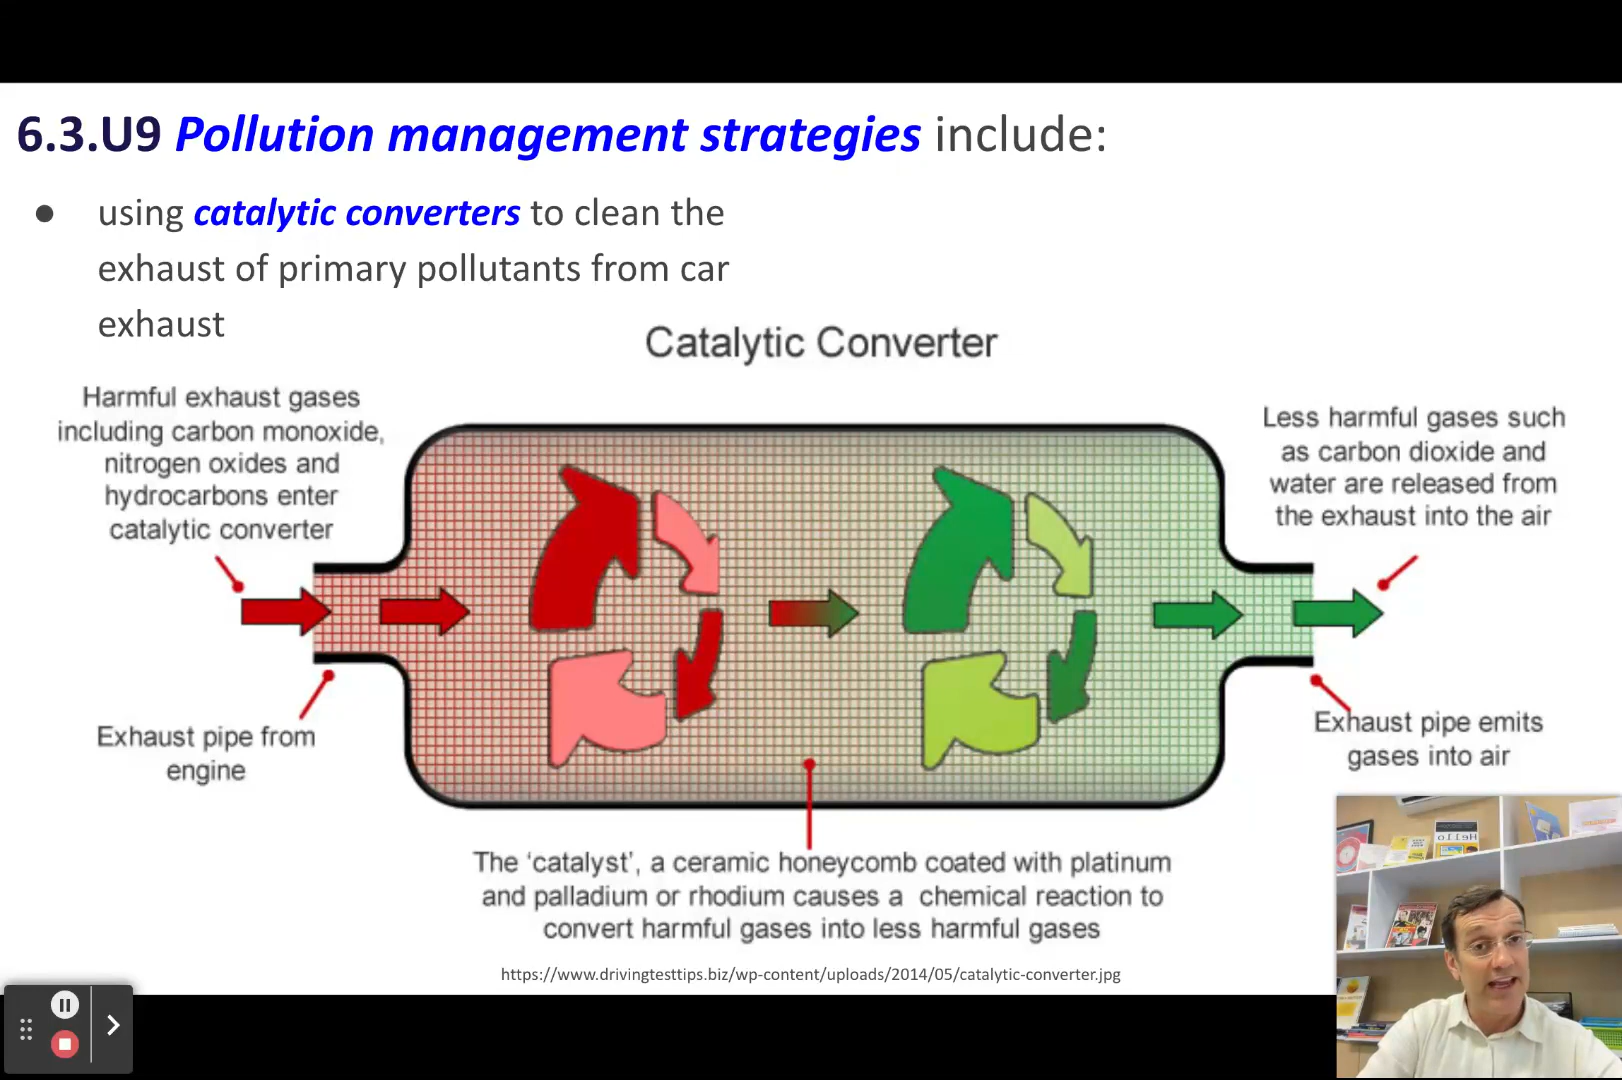 6.3.U9 Pollution management strategies include:
● using catalytic converters to clean the
exhaust of primary pollutants from car
exhaust
Catalytic Converter
Harmful exhaust gases
including carbon monoxide,
nitrogen oxides and
hydrocarbons enter
catalytic converter
Less harmful gases such
as carbon dioxide and
water are released from
the exhaust into the air
Exhaust pipe from
engine
Exhaust pipe emits
gases into air
The ‘catalyst’, a ceramic honeycomb coated with platinum
and palladium or rhodium causes a chemical reaction to
convert harmful gases into less harmful gases
https://www.drivingtesttips.biz/wp-content/uploads/2014/05/catalytic-converter.jpg
Hello